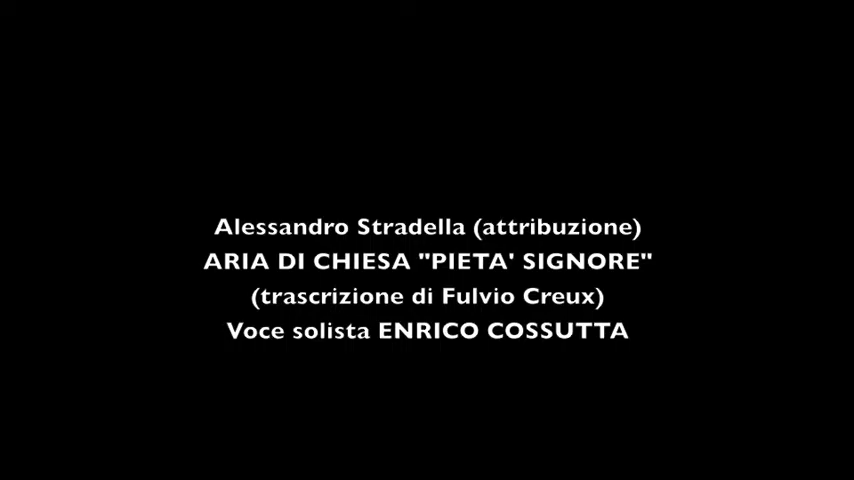 Alessandro Stradella (attribuzione)
ARIA DI CHIESA "PIETA' SIGNORE"
(trascrizione di Fulvio Creux)
Voce solista ENRICO COSSUTTA